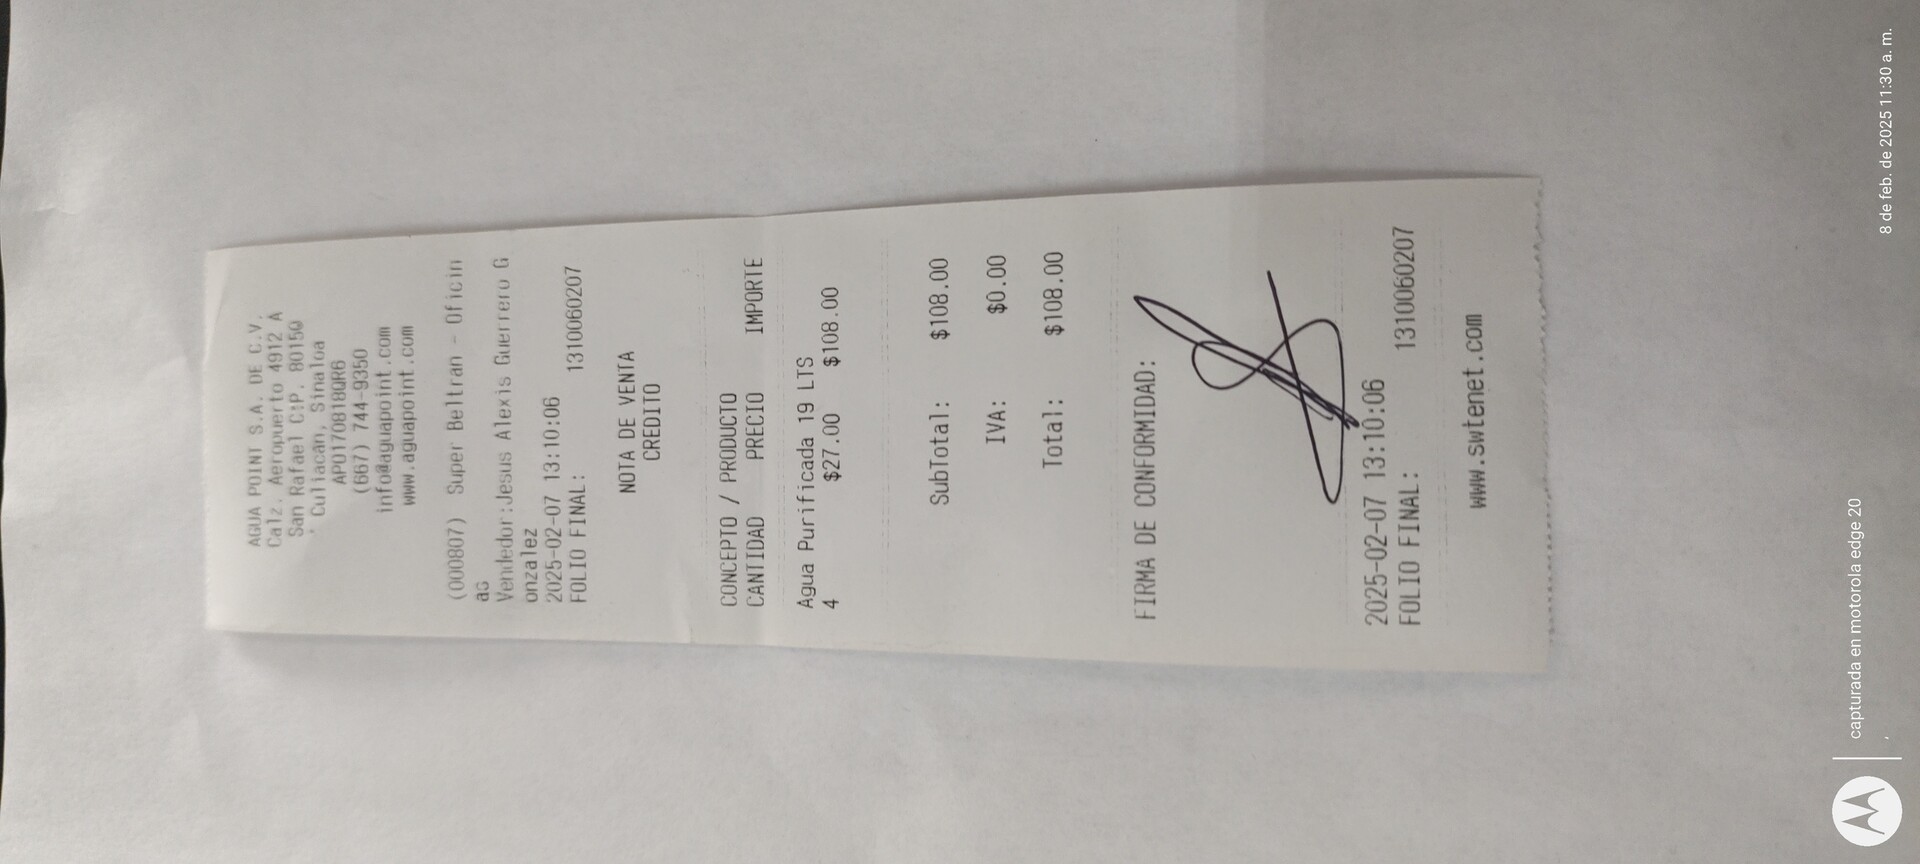 AGUA POINT S.A. DE C.V.
Calz. Aeropuerto 4912 A
San Rafael C:P. 80150
Culiacán, Sinaloa
APO170818QR6
(667) 744-9350
info@aguapoint.com
www.aguapoint.com
(000807) Super Beltran - Oficin
as
Vendedor:Jesus Alexis Guerrero G
onzalez
2025-02-07 13:10:06
FOLIO FINAL: 1310060207
NOTA DE VENTA
CREDITO
CONCEPTO / PRODUCTO
CANTIDAD PRECIO IMPORTE
Agua Purificada 19 LTS
4 $27.00 $108.00
SubTotal: $108.00
IVA: $0.00
Total: $108.00
FIRMA DE CONFORMIDAD:
2025-02-07 13:10:06
FOLIO FINAL: 1310060207
www.swtenet.com
capturada en motorola edge 20
8 de feb. de 2025 11:30 a. m.